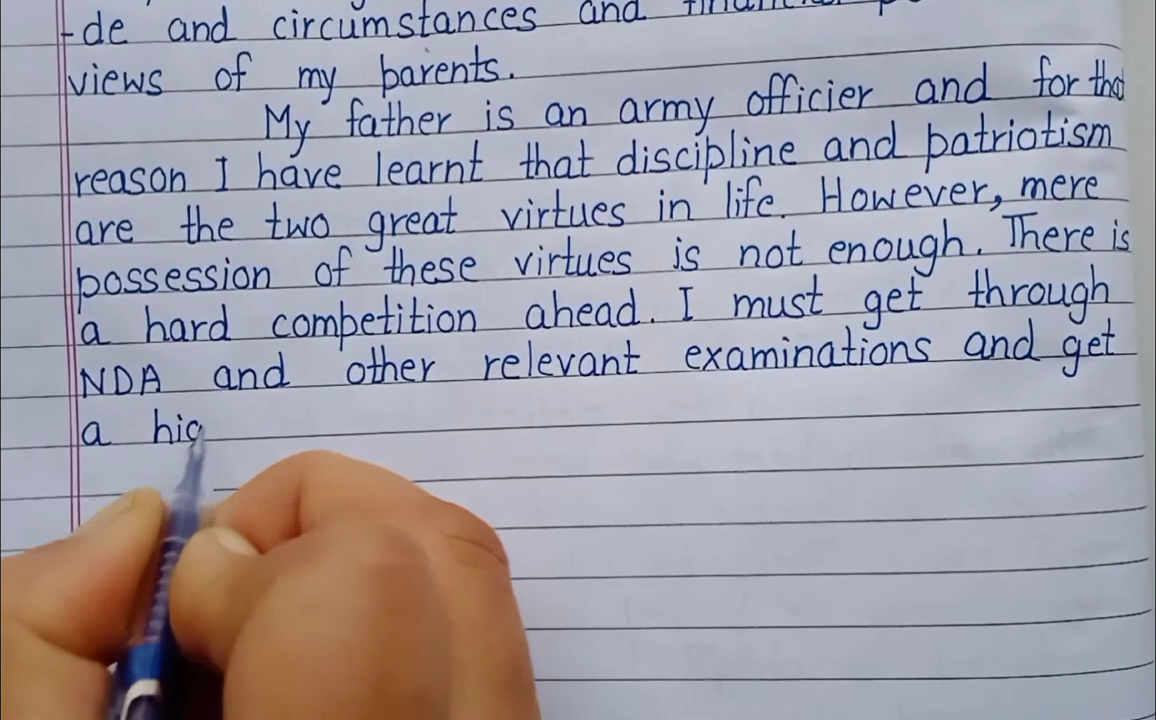 -de and circumstances and
views of my parents.
My father is an army officier and for that
reason I have learnt that discipline and patriotism
are the two great virtues in life. However, mere
possession of these virtues is not enough. There is
a hard competition ahead. I must get through
NDA and other relevant examinations and get
a hig